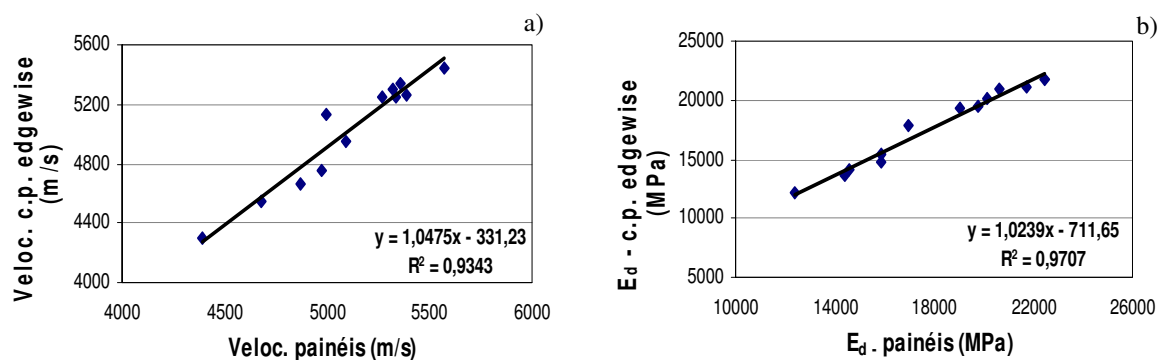 a)
Veloc. c.p. edgewise
(m/s)
5600
5200
4800
4400
4000
y = 1,0475x - 331,23
R² = 0,9343
4000 4500 5000 5500 6000
Veloc. painéis (m/s)
b)
E_d - c.p. edgewise
(MPa)
25000
20000
15000
10000
5000
y = 1,0239x - 711,65
R² = 0,9707
10000 14000 18000 22000 26000
E_d - painéis (MPa)